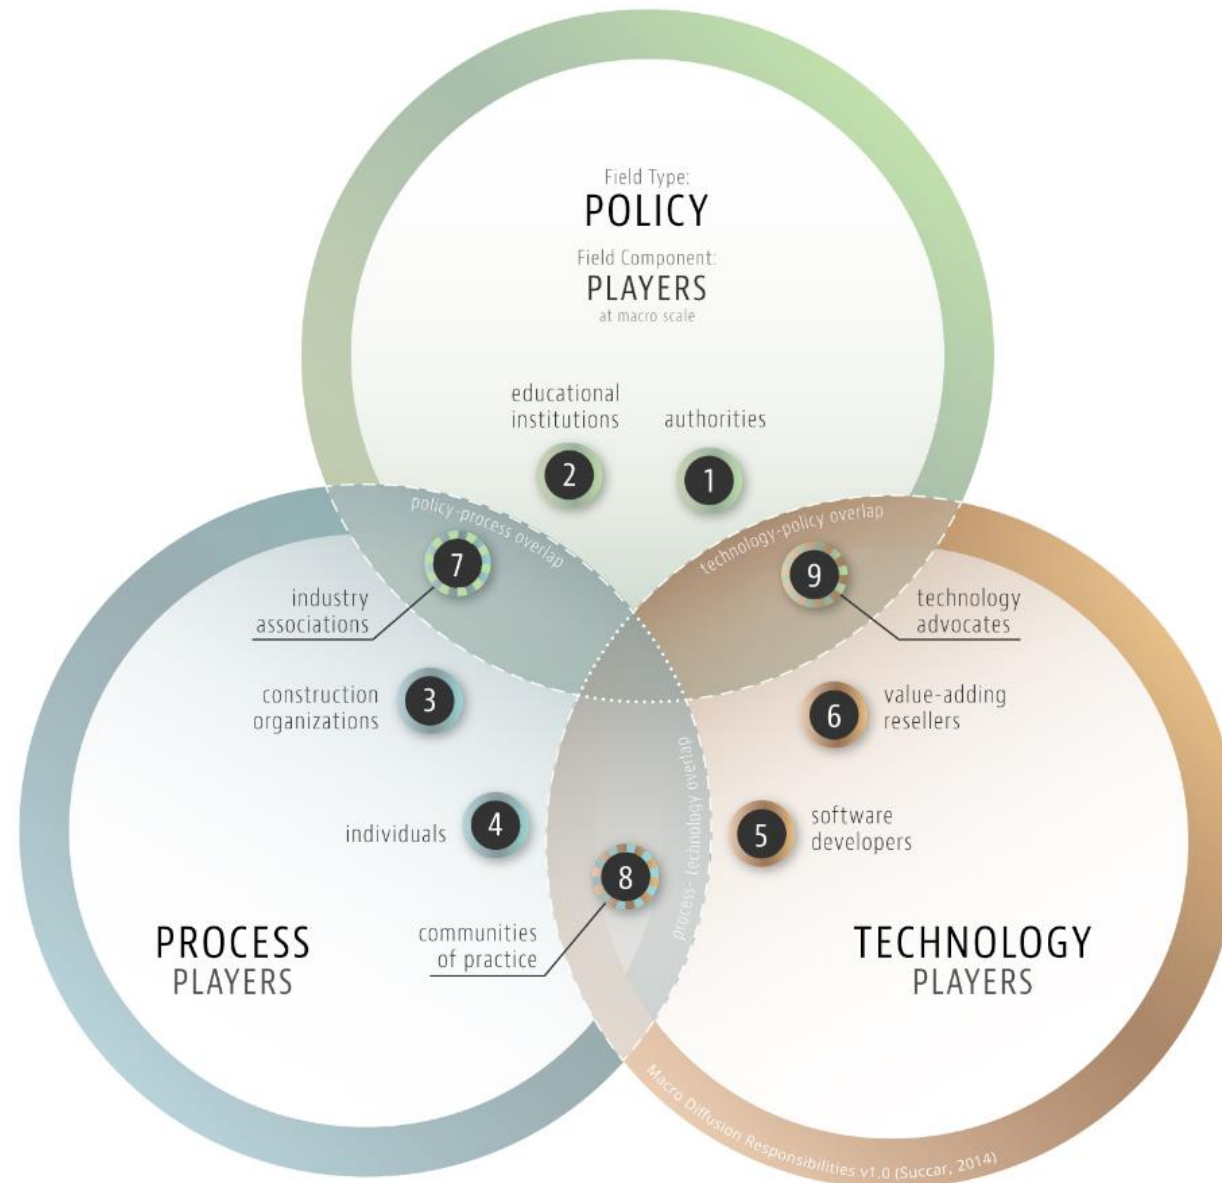 Field Type:
POLICY
Field Component:
PLAYERS
at macro scale
educational
institutions
2
authorities
1
policy-process overlap
7
industry
associations
technology-policy overlap
9
technology
advocates
construction
organizations
3
6
value-adding
resellers
individuals
4
5
software
developers
process- technology overlap
8
communities
of practice
PROCESS
PLAYERS
TECHNOLOGY
PLAYERS
Macro Diffusion Responsibilities v1.0 (Succar, 2014)